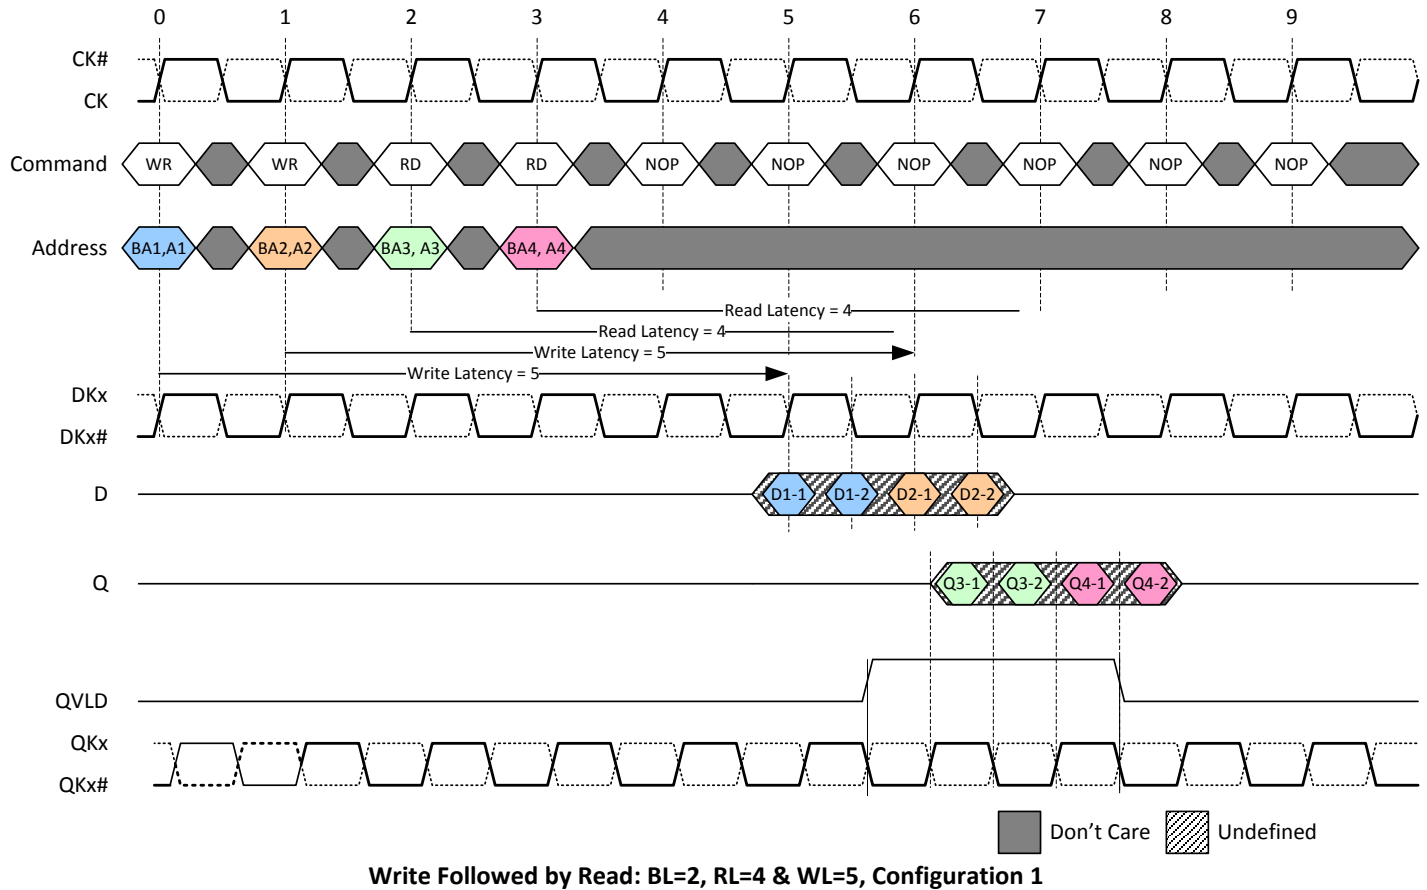 0 1 2 3 4 5 6 7 8 9
CK#
CK
Command WR WR RD RD NOP NOP NOP NOP NOP NOP
Address BA1,A1 BA2,A2 BA3, A3 BA4, A4
Read Latency = 4
Read Latency = 4
Write Latency = 5
Write Latency = 5
DKx
DKx#
D D1-1 D1-2 D2-1 D2-2
Q Q3-1 Q3-2 Q4-1 Q4-2
QVLD
QKx
QKx#
Don't Care Undefined
Write Followed by Read: BL=2, RL=4 & WL=5, Configuration 1